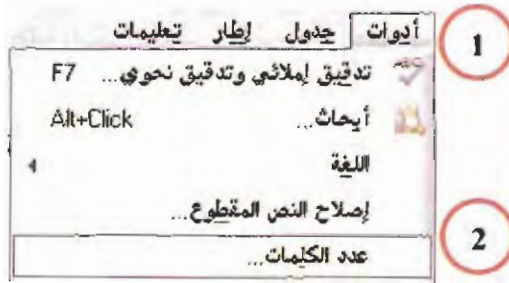 أدوات جدول إطار تعليمات
1
تدقيق إملائي وتدقيق نحوي... F7
أبحاث... Alt+Click
اللغة
إصلاح النص المقطوع...
2
عدد الكلمات...